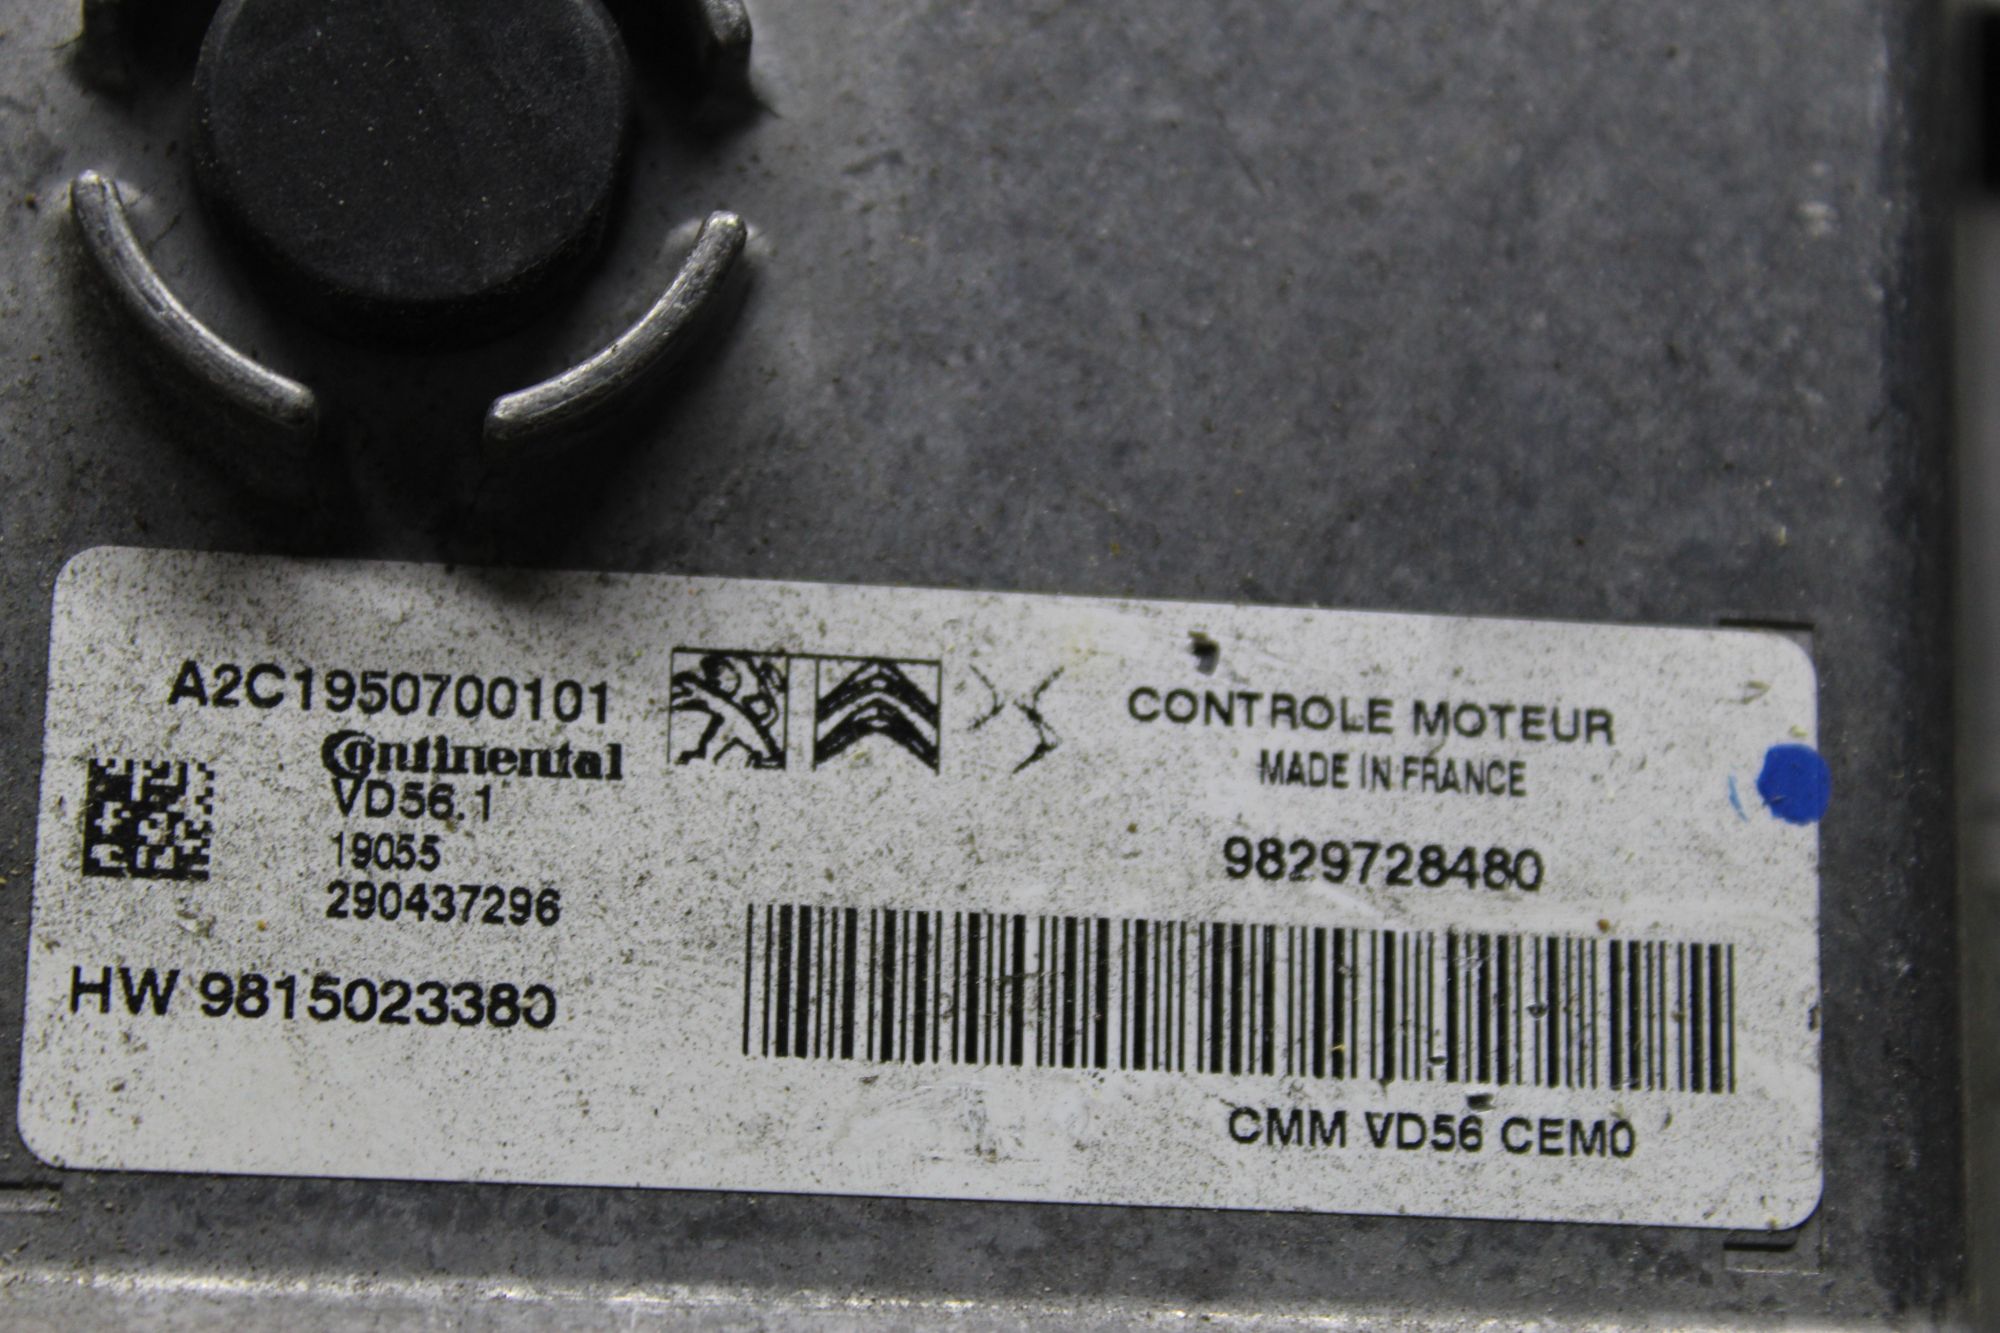 A2C1950700101
Continental
VD56.1
19055
290437296
HW 9815023380
CONTROLE MOTEUR
MADE IN FRANCE
9829728480
CMM VD56 CEM0